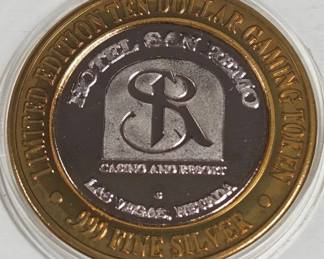 LIMITED EDITION TEN DOLLAR GAMING TOKEN
HOTEL SAN REMO
SR
CASINO AND RESORT
G
LAS VEGAS, NEVADA
.999 FINE SILVER